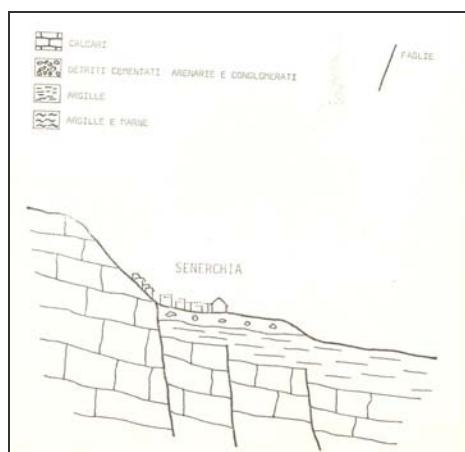 CALCARI
DETRITI CEMENTATI: ARENARIE E CONGLOMERATI
ARGILLE
ARGILLE E MARNE
FAGLIE
SENERCHIA